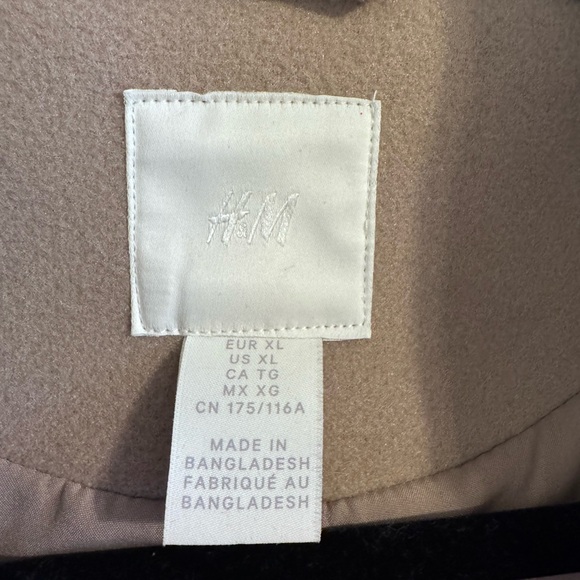 H&M
EUR XL
US XL
CA TG
MX XG
CN 175/116A
MADE IN
BANGLADESH
FABRIQUÉ AU
BANGLADESH